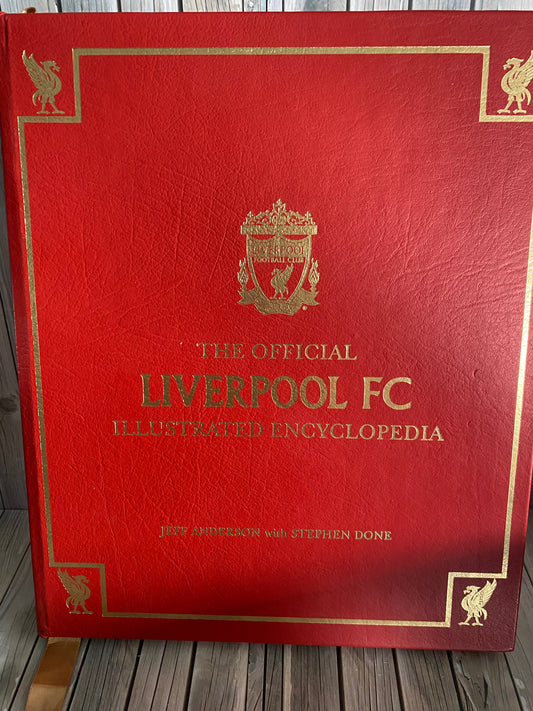 LIVERPOOL
FOOTBALL CLUB
THE OFFICIAL
LIVERPOOL FC
ILLUSTRATED ENCYCLOPEDIA
JEFF ANDERSON with STEPHEN DONE